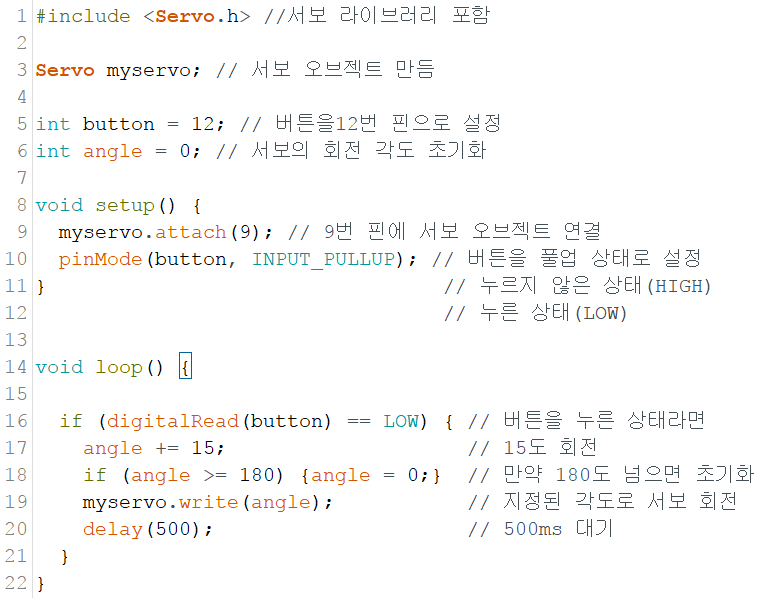 1 #include <Servo.h> //서보 라이브러리 포함
2
3 Servo myservo; // 서보 오브젝트 만듬
4
5 int button = 12; // 버튼을12번 핀으로 설정
6 int angle = 0; // 서보의 회전 각도 초기화
7
8 void setup() {
9   myservo.attach(9); // 9번 핀에 서보 오브젝트 연결
10   pinMode(button, INPUT_PULLUP); // 버튼을 풀업 상태로 설정
11 }                                 // 누르지 않은 상태(HIGH)
12                                   // 누른 상태(LOW)
13
14 void loop() {
15
16   if (digitalRead(button) == LOW) { // 버튼을 누른 상태라면
17     angle += 15;                    // 15도 회전
18     if (angle >= 180) {angle = 0;}  // 만약 180도 넘으면 초기화
19     myservo.write(angle);           // 지정된 각도로 서보 회전
20     delay(500);                     // 500ms 대기
21   }
22 }